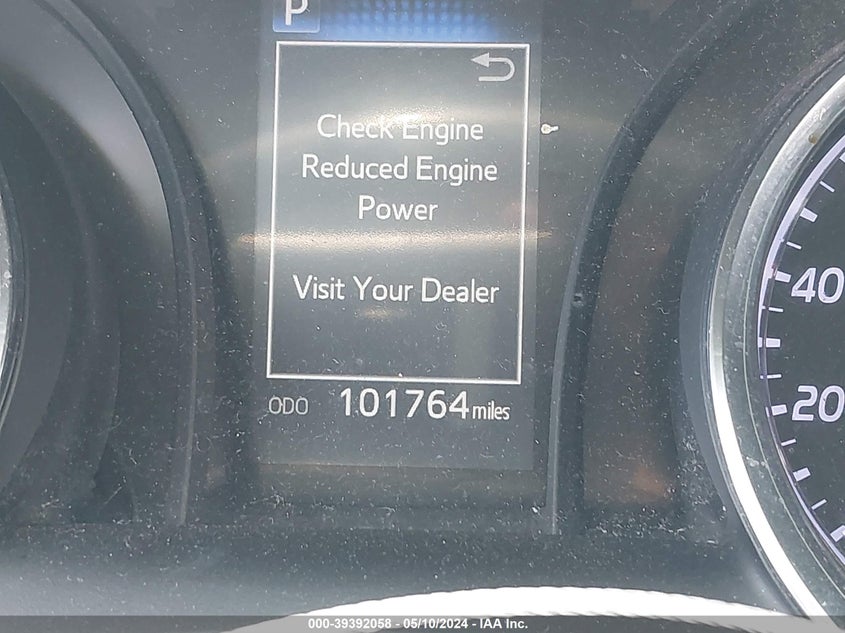 P
Check Engine
Reduced Engine
Power
Visit Your Dealer
ODO 101764 miles
40
20
000-39392058 - 05/10/2024 - IAA Inc.